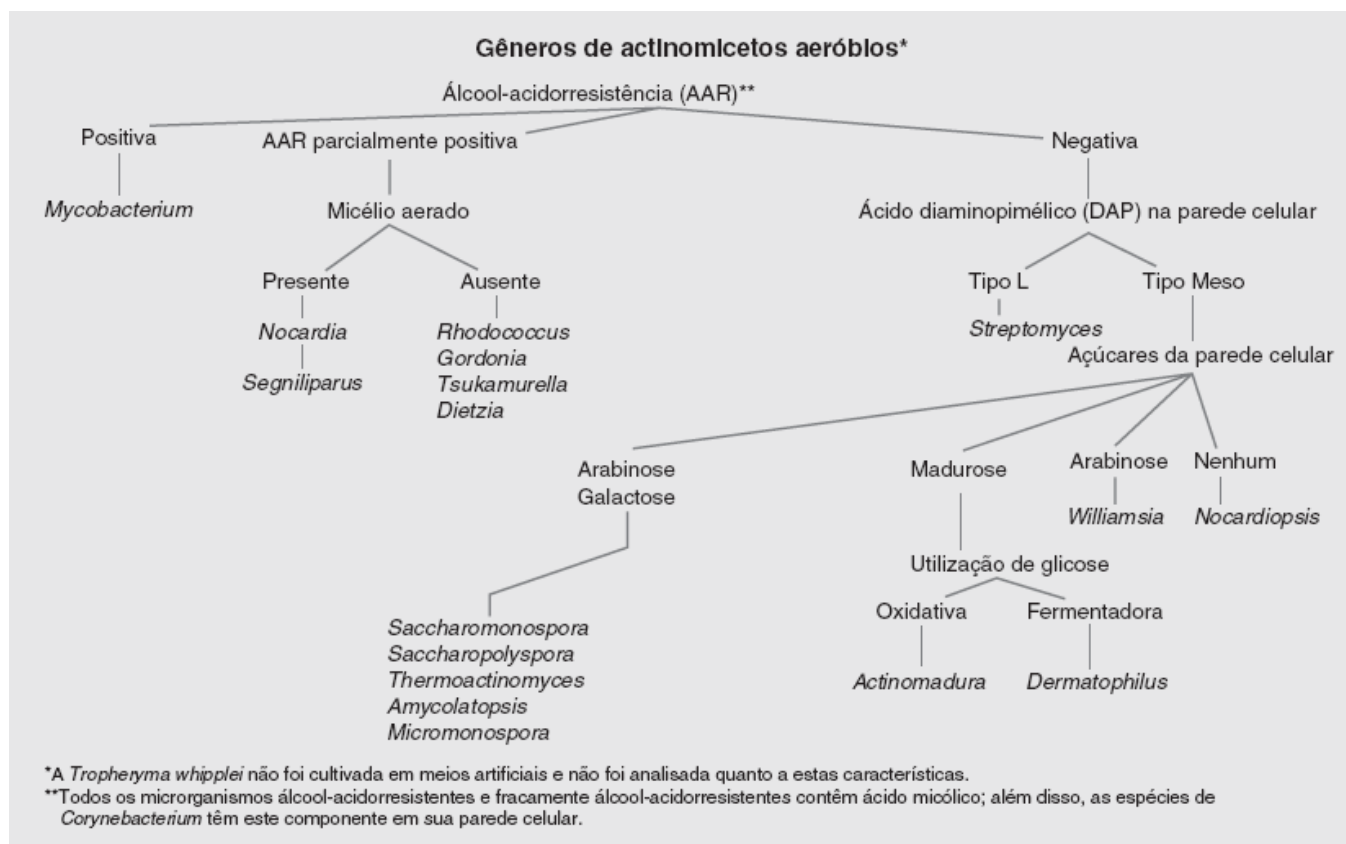 Gêneros de actinomicetos aeróbios*
Álcool-acidorresistência (AAR)**
Positiva
AAR parcialmente positiva
Negativa
Mycobacterium
Micélio aerado
Ácido diaminopimélico (DAP) na parede celular
Presente
Ausente
Tipo L
Tipo Meso
Nocardia
Segniliparus
Rhodococcus
Gordonia
Tsukamurella
Dietzia
Streptomyces
Açúcares da parede celular
Arabinose
Galactose
Madurose
Arabinose
Nenhum
Williamsia
Nocardiopsis
Utilização de glicose
Oxidativa
Fermentadora
Saccharomonospora
Saccharopolyspora
Thermoactinomyces
Amycolatopsis
Micromonospora
Actinomadura
Dermatophilus
*A Tropheryma whipplei não foi cultivada em meios artificiais e não foi analisada quanto a estas características.
**Todos os microrganismos álcool-acidorresistentes e fracamente álcool-acidorresistentes contêm ácido micólico; além disso, as espécies de
Corynebacterium têm este componente em sua parede celular.